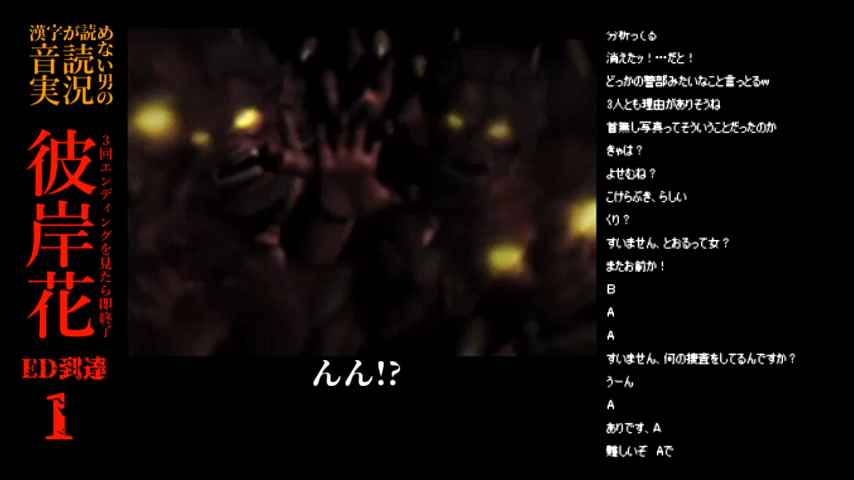 漢字が読めない男の
音読実況
彼岸花
3回エンディングを見たら即終了
ED到達
1
んん!?
分析っくる
消えたッ!…だと!
どっかの警部みたいなこと言っとるw
3人とも理由がありそうね
首無し写真ってそういうことだったのか
きゃは?
よせむね?
こけらぶき、らしい
くり?
すいません、とおるって女?
またお前か!
B
A
A
すいません、何の捜査をしてるんですか?
うーん
A
ありです、A
難しいぞ Aで